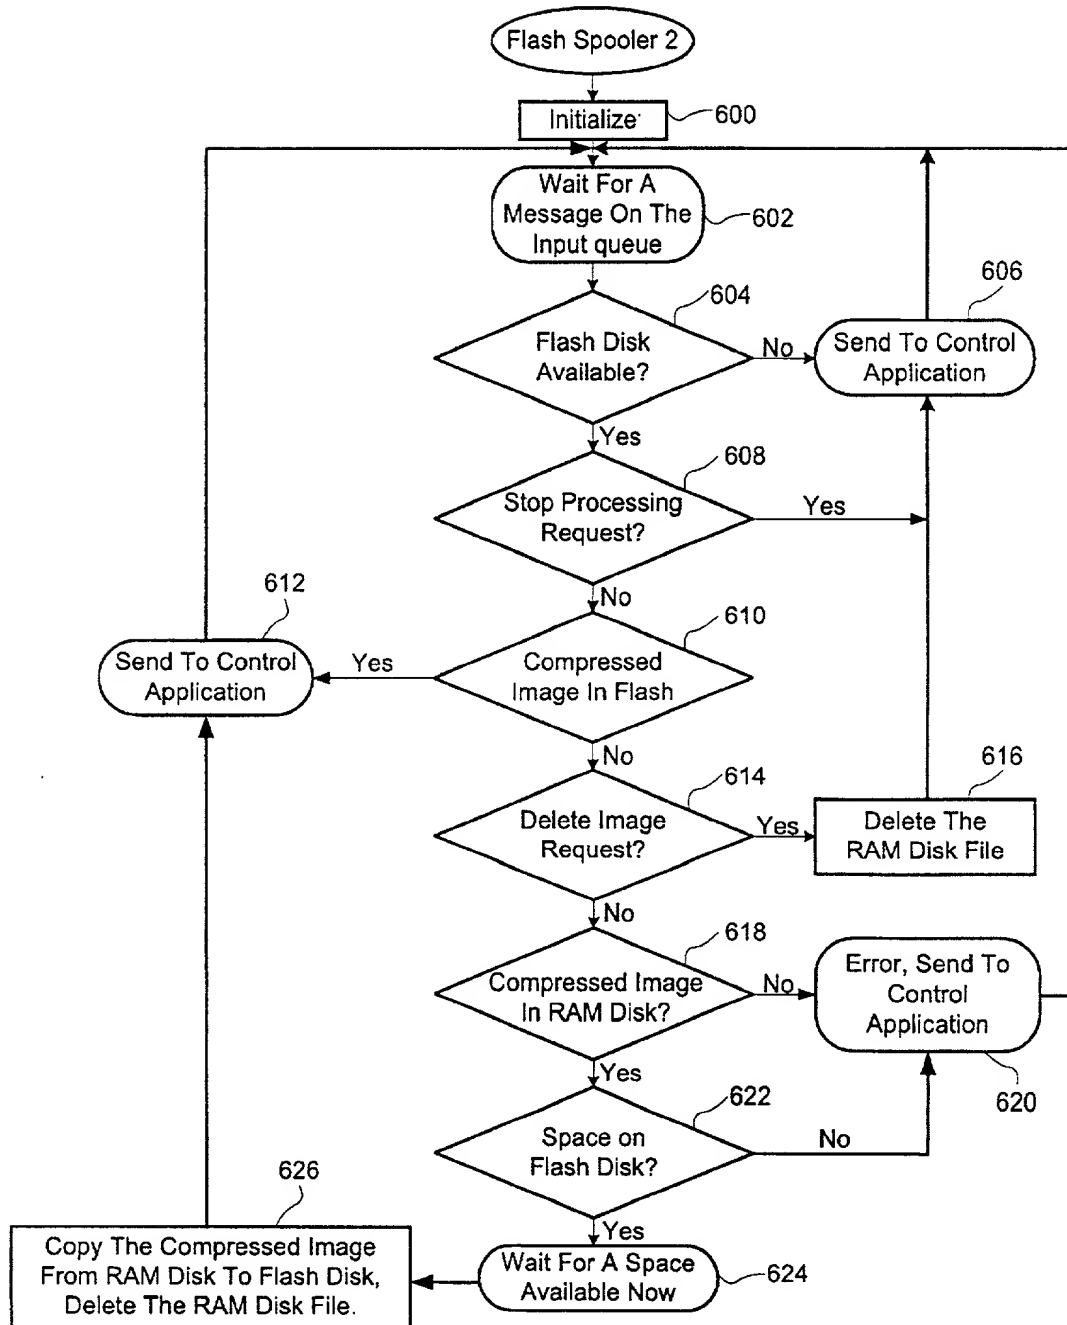 Flash Spooler 2
Initialize
600
Wait For A
Message On The
Input queue
602
604
Flash Disk
Available?
No
606
Send To Control
Application
Yes
608
Stop Processing
Request?
Yes
No
610
612
Compressed
Image In Flash
Yes
Send To Control
Application
No
614
616
Delete Image
Request?
Yes
Delete The
RAM Disk File
No
618
Compressed Image
In RAM Disk?
No
Error, Send To
Control
Application
620
Yes
622
Space on
Flash Disk?
No
Yes
626
Wait For A Space
Available Now
624
Copy The Compressed Image
From RAM Disk To Flash Disk,
Delete The RAM Disk File.